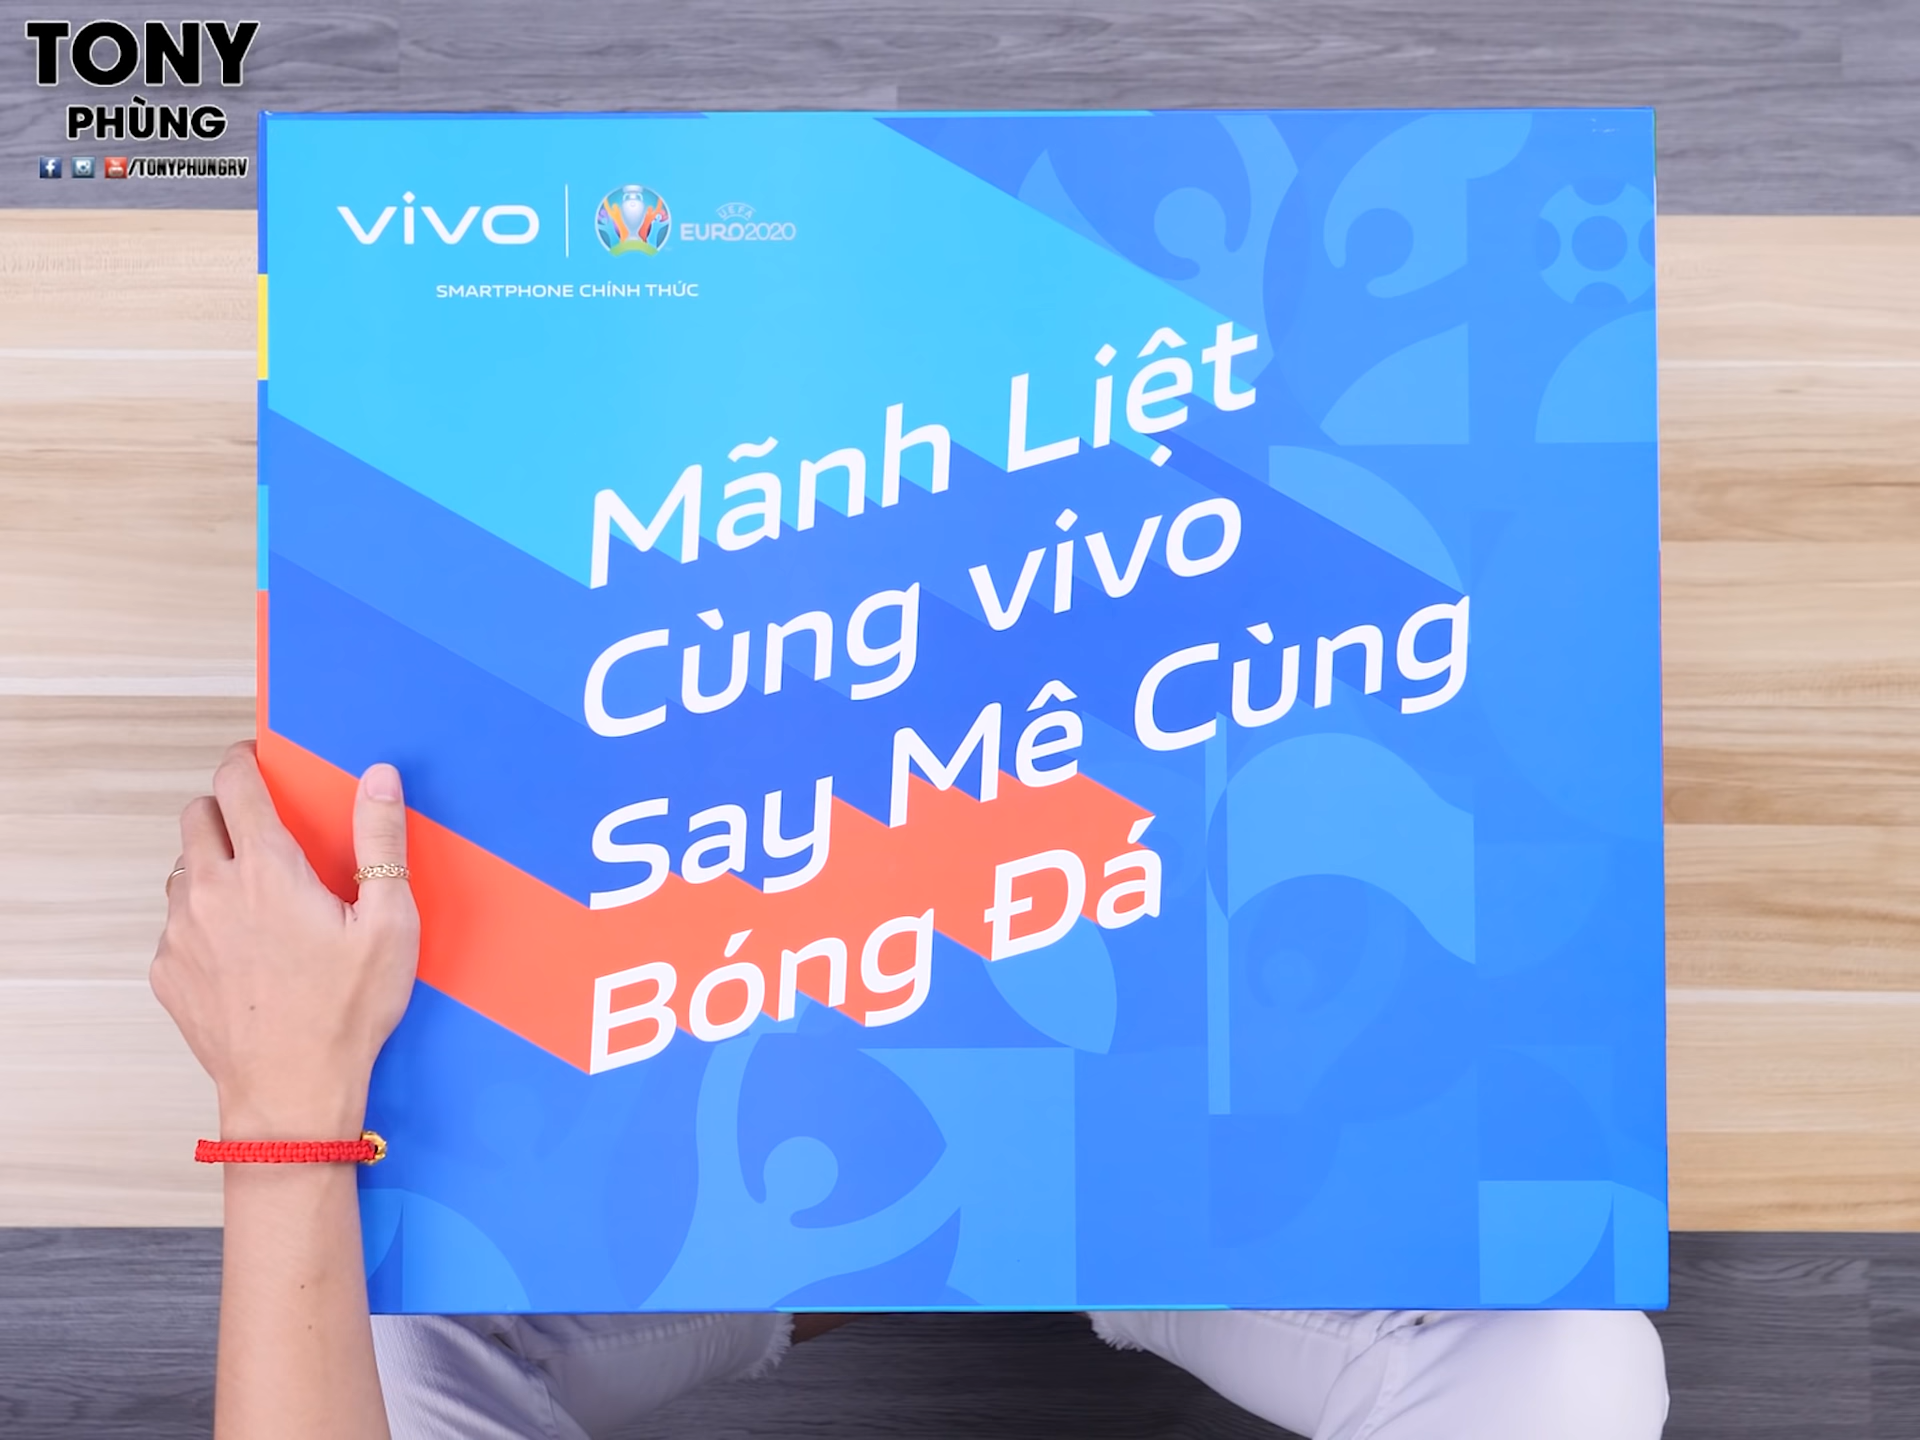 TONY
PHÙNG
/TONYPHUNGRV
vivo
UEFA
EURO2020
SMARTPHONE CHÍNH THỨC
Mãnh Liệt
Cùng vivo
Say Mê Cùng
Bóng Đá